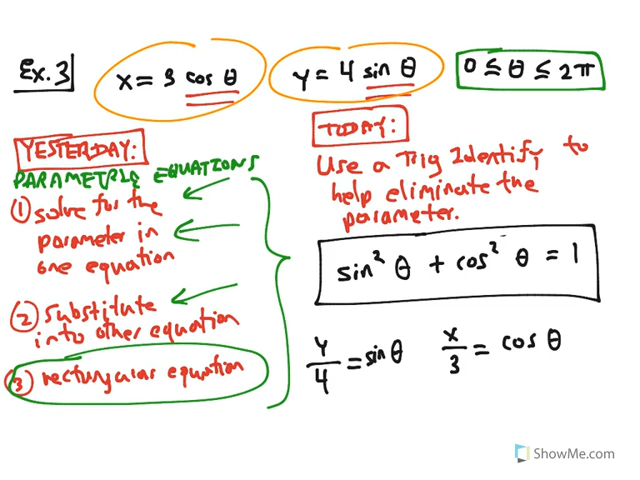 Ex.3
x = 3 cos θ
y = 4 sin θ
0 ≤ θ ≤ 2π
YESTERDAY:
PARAMETRIC EQUATIONS
① solve for the
parameter in
one equation
② substitute
into other equation
③ rectangular equation
TODAY:
Use a Trig Identity to
help eliminate the
parameter.
sin² θ + cos² θ = 1
y/4 = sin θ
x/3 = cos θ
ShowMe.com